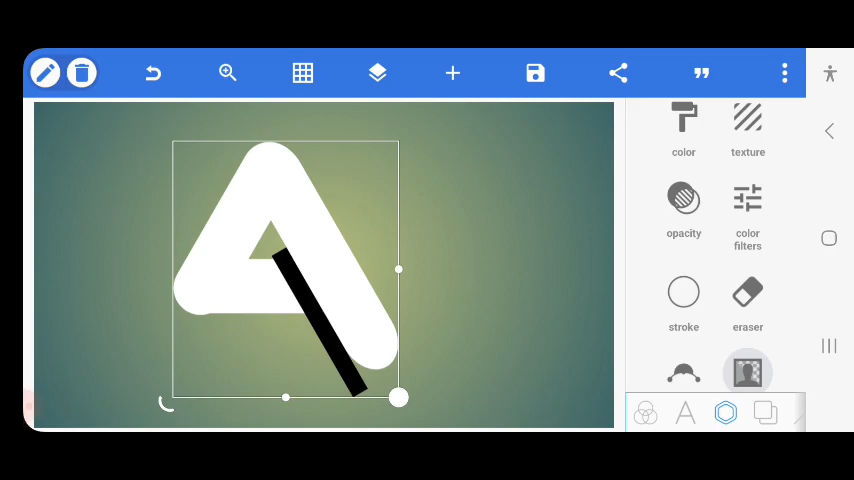 color
texture
opacity
color
filters
stroke
eraser